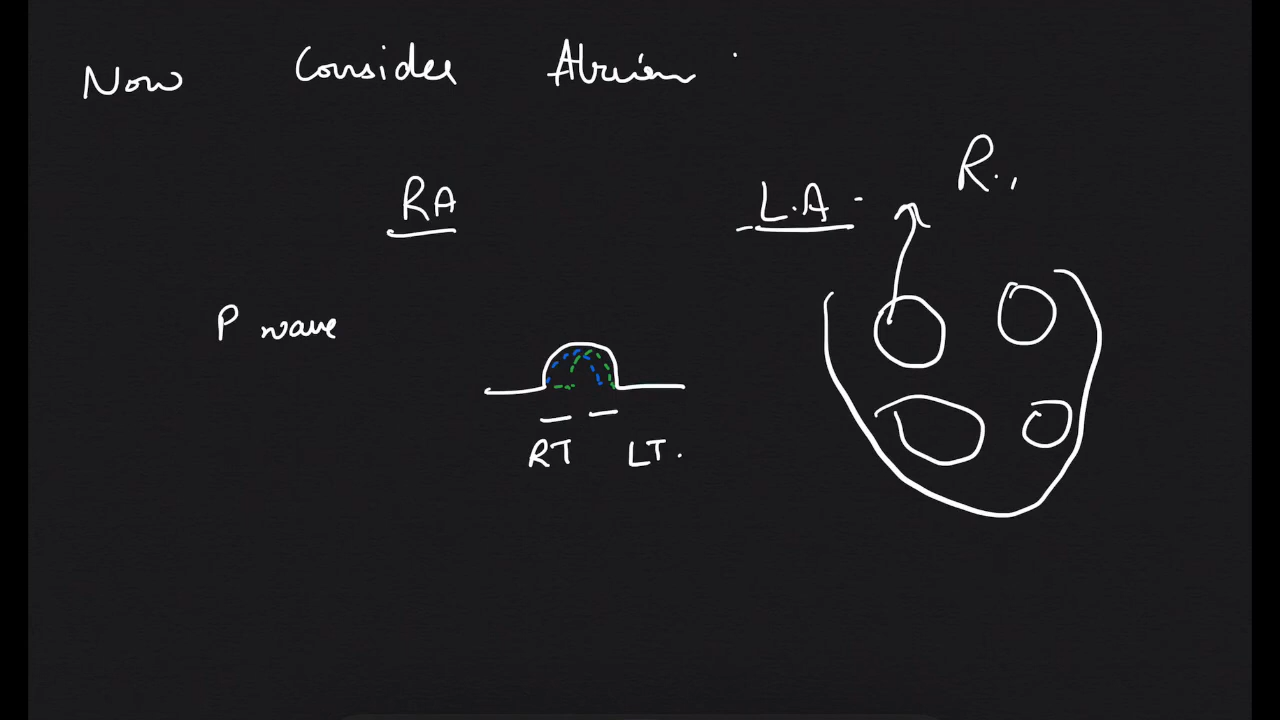 Now Consider Atrium
R.,
RA L.A.
P wave
RT LT.